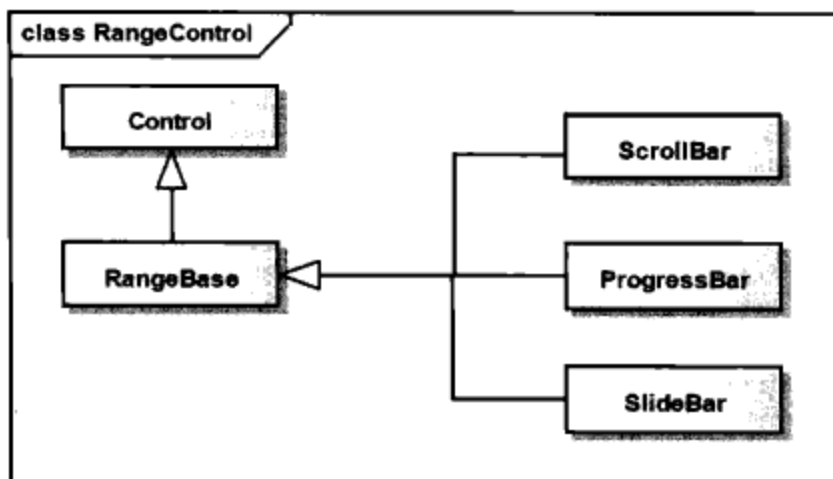 class RangeControl
Control
ScrollBar
RangeBase
ProgressBar
SlideBar